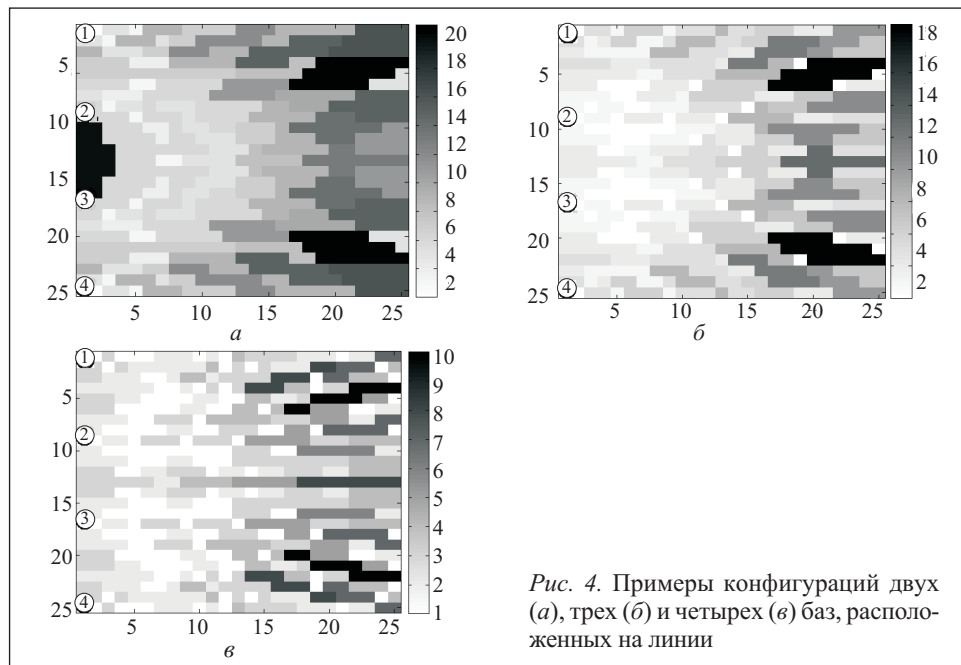 ① 20 ① 18
18 16
5 16 5 14
14 12
② 12 ②
10 10 10 10
8 8
15 6 15 6
③ ③
4 4
20 20
2 2
④ ④
25 25
5 10 15 20 25 5 10 15 20 25
а б
① 10
9
5 8
7
②
10 6
5
15 4
③
3
20
2
④
25 1
5 10 15 20 25
в
Рис. 4. Примеры конфигураций двух
(а), трех (б) и четырех (в) баз, располо-
женных на линии